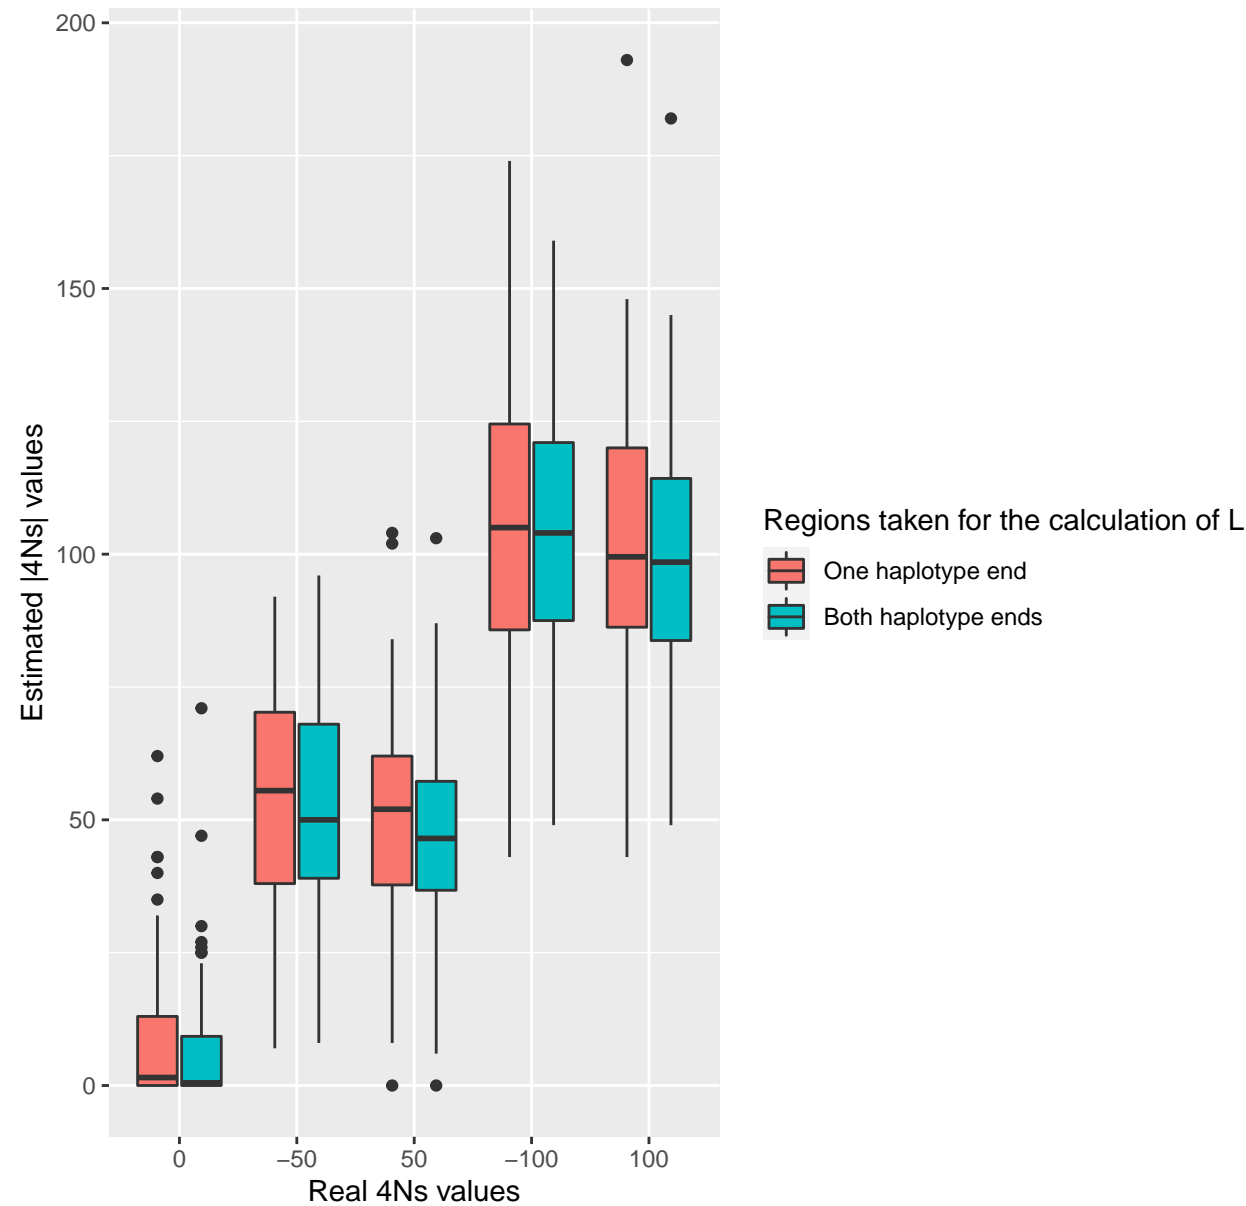 200
150
100
50
0
Estimated |4Ns| values
0 −50 50 −100 100
Real 4Ns values
Regions taken for the calculation of L
One haplotype end
Both haplotype ends